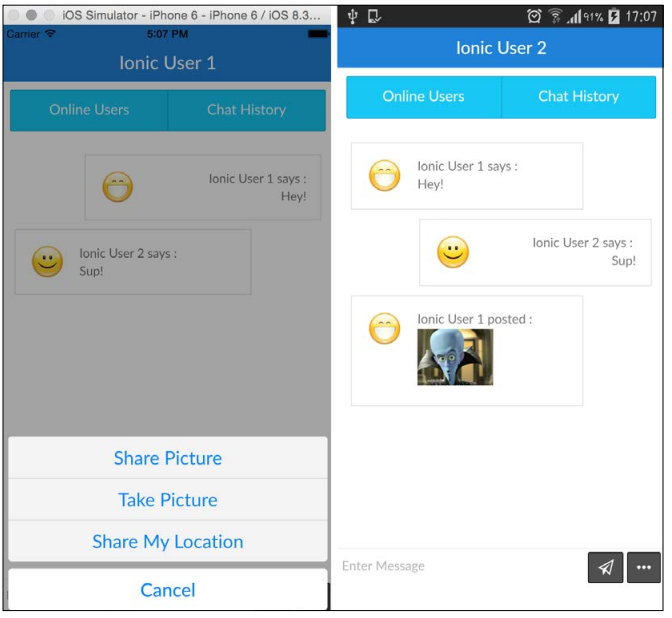 iOS Simulator - iPhone 6 - iPhone 6 / iOS 8.3...
Carrier
5:07 PM
Ionic User 1
Online Users
Chat History
Ionic User 1 says :
Hey!
Ionic User 2 says :
Sup!
Share Picture
Take Picture
Share My Location
Cancel
91% 17:07
Ionic User 2
Online Users
Chat History
Ionic User 1 says :
Hey!
Ionic User 2 says :
Sup!
Ionic User 1 posted :
Enter Message